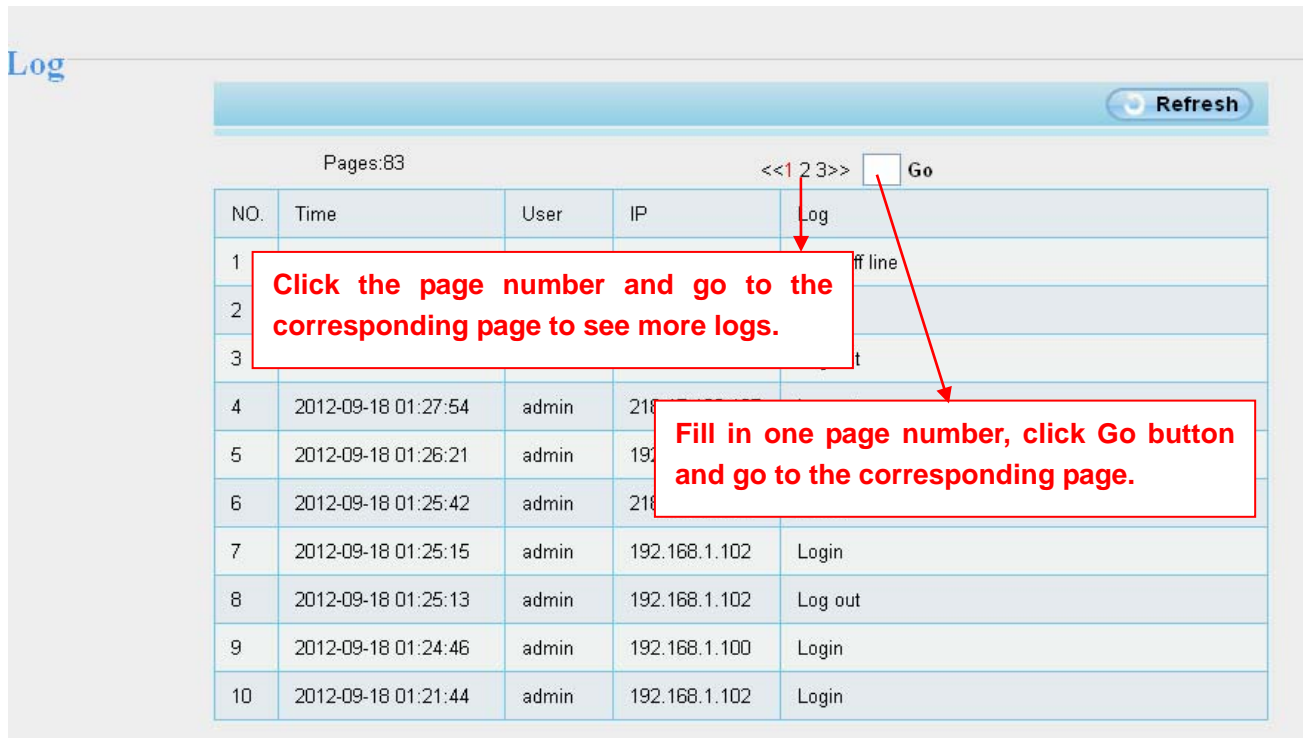 Log
Refresh
Pages:83 <<1 2 3>> Go
NO. Time User IP Log
1 line
Click the page number and go to the
corresponding page to see more logs.
2
3
4 2012-09-18 01:27:54 admin
Fill in one page number, click Go button
and go to the corresponding page.
5 2012-09-18 01:26:21 admin
6 2012-09-18 01:25:42 admin
7 2012-09-18 01:25:15 admin 192.168.1.102 Login
8 2012-09-18 01:25:13 admin 192.168.1.102 Log out
9 2012-09-18 01:24:46 admin 192.168.1.100 Login
10 2012-09-18 01:21:44 admin 192.168.1.102 Login